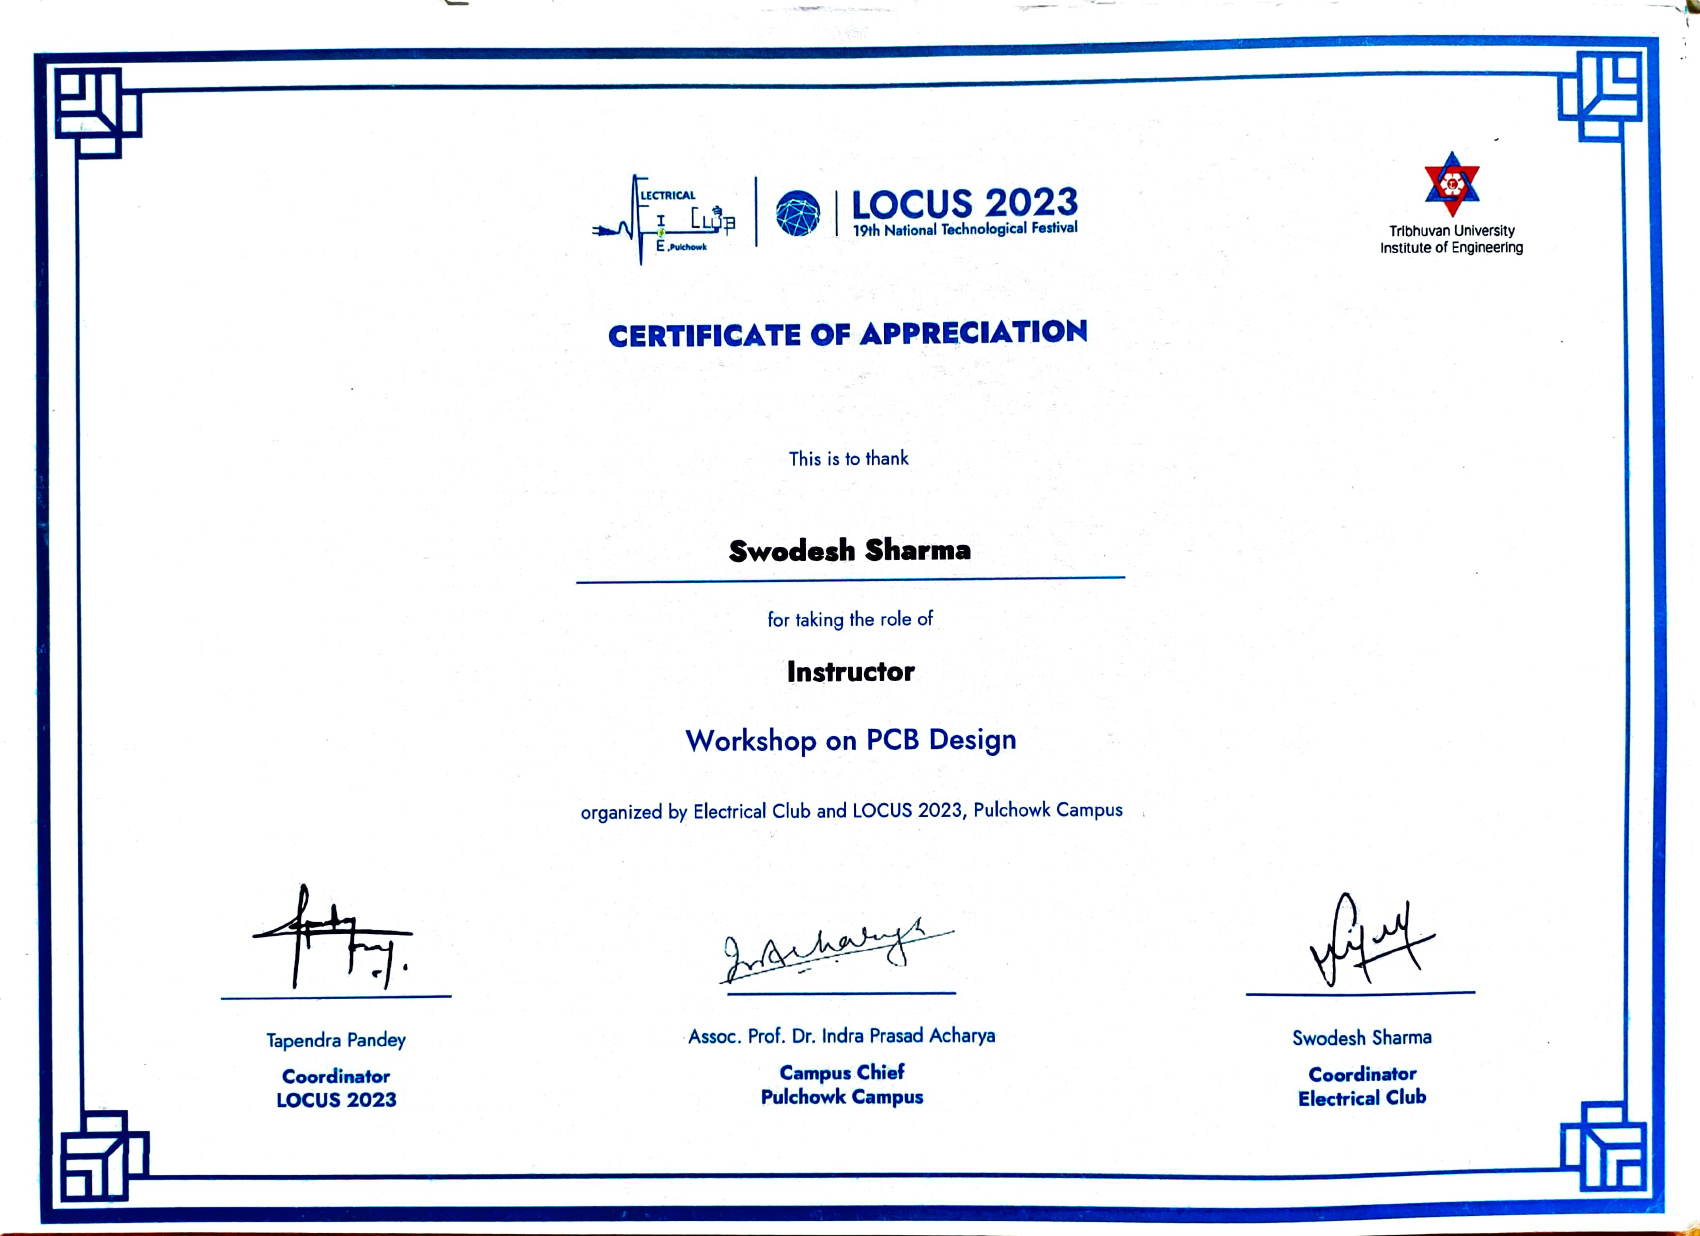 ELECTRICAL
CLUB
I
E ,Pulchowk
LOCUS 2023
19th National Technological Festival
Tribhuvan University
Institute of Engineering
CERTIFICATE OF APPRECIATION
This is to thank
Swodesh Sharma
for taking the role of
Instructor
Workshop on PCB Design
organized by Electrical Club and LOCUS 2023, Pulchowk Campus
Tapendra Pandey
Coordinator
LOCUS 2023
Assoc. Prof. Dr. Indra Prasad Acharya
Campus Chief
Pulchowk Campus
Swodesh Sharma
Coordinator
Electrical Club